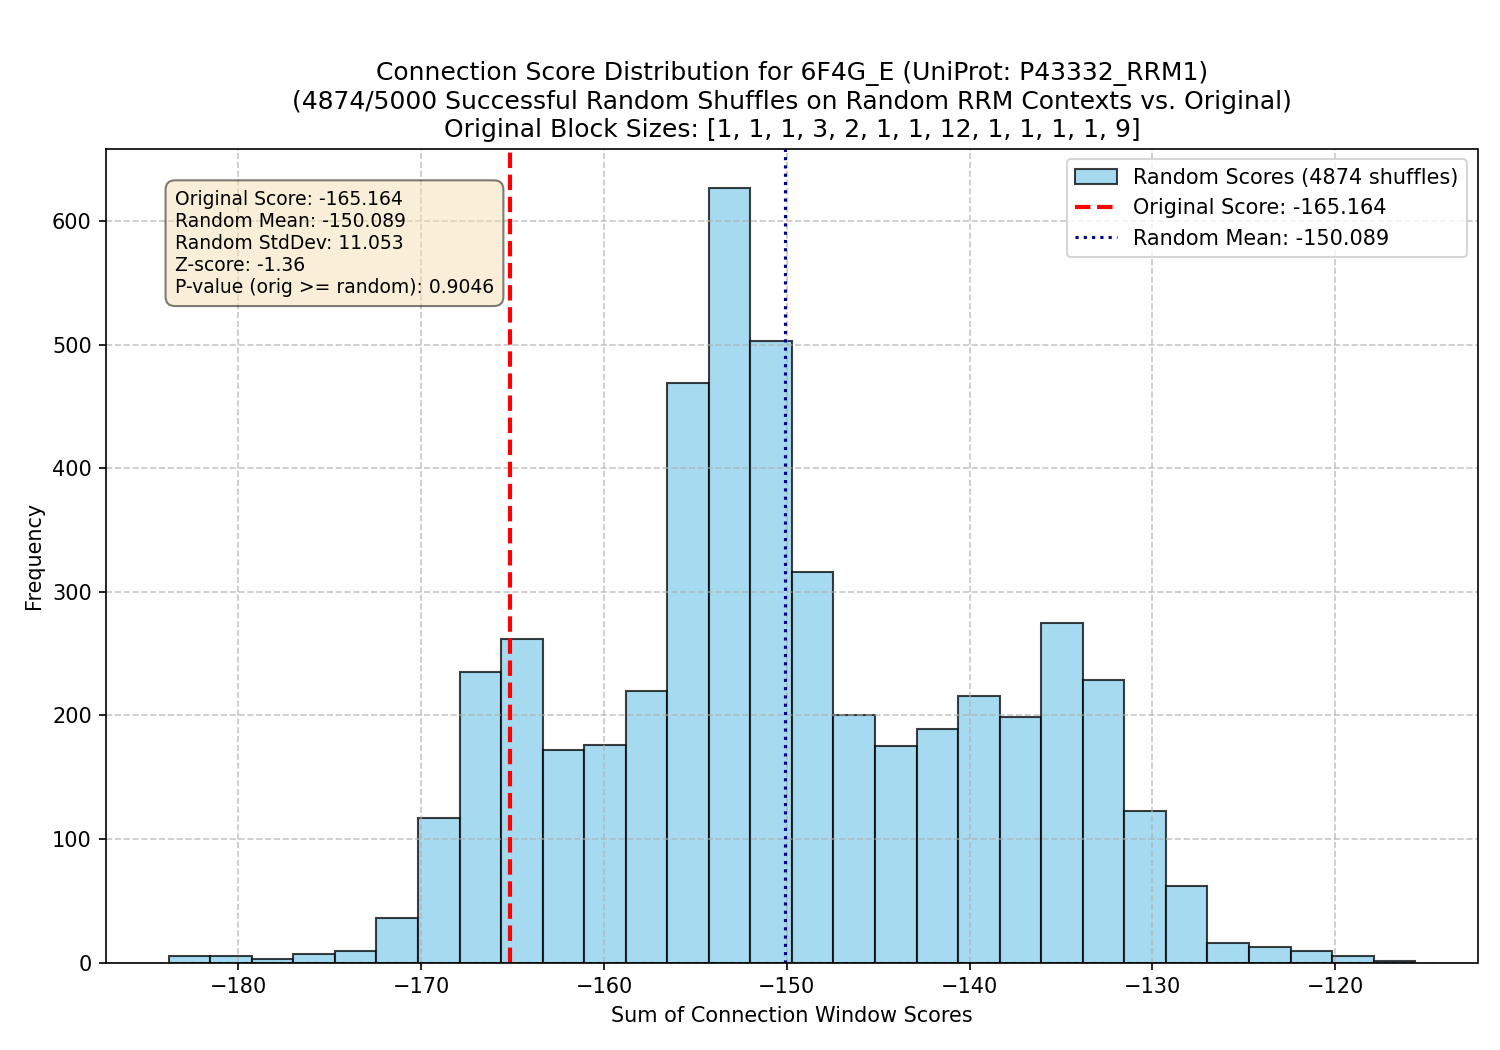 Connection Score Distribution for 6F4G_E (UniProt: P43332_RRM1)
(4874/5000 Successful Random Shuffles on Random RRM Contexts vs. Original)
Original Block Sizes: [1, 1, 1, 3, 2, 1, 1, 12, 1, 1, 1, 1, 9]
Original Score: -165.164
Random Mean: -150.089
Random StdDev: 11.053
Z-score: -1.36
P-value (orig >= random): 0.9046
Random Scores (4874 shuffles)
Original Score: -165.164
Random Mean: -150.089
Frequency
600
500
400
300
200
100
0
−180
−170
−160
−150
−140
−130
−120
Sum of Connection Window Scores